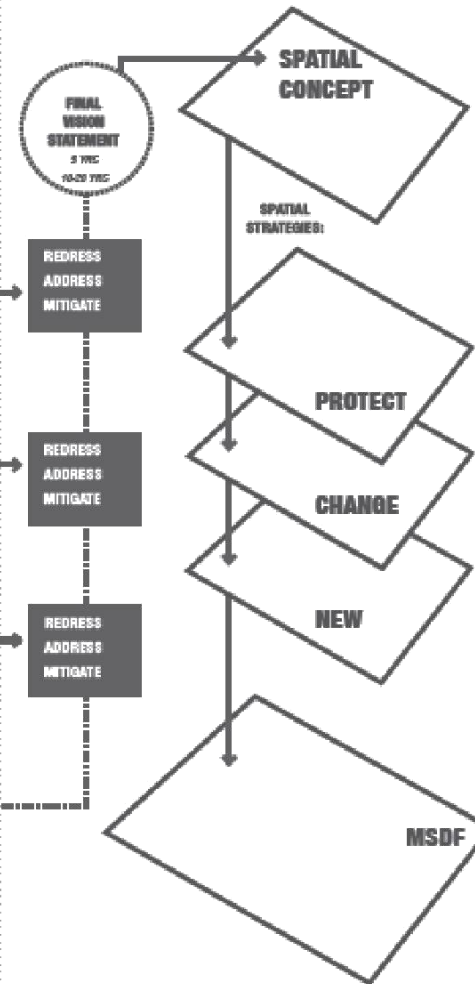 FINAL
VISION
STATEMENT
5 YRS
10-20 YRS
SPATIAL
CONCEPT
SPATIAL
STRATEGIES:
REDRESS
ADDRESS
MITIGATE
PROTECT
REDRESS
ADDRESS
MITIGATE
CHANGE
NEW
REDRESS
ADDRESS
MITIGATE
MSDF